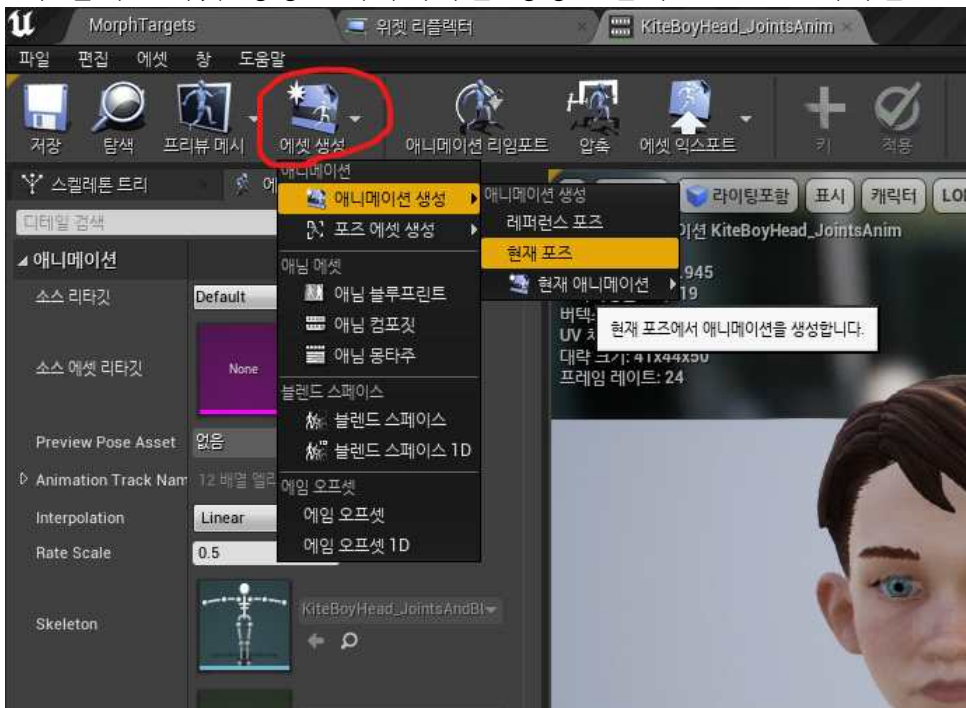 MorphTargets
위젯 리플렉터
KiteBoyHead_JointsAnim
파일 편집 에셋 창 도움말
저장 탐색 프리뷰 메시 에셋 생성 애니메이션 리임포트 압축 에셋 익스포트 키 적용
스켈레톤 트리
디테일 검색
애니메이션
소스 리타깃 Default
소스 에셋 리타깃 None
Preview Pose Asset 없음
Animation Track Nam 12 배열
Interpolation Linear
Rate Scale 0.5
Skeleton KiteBoyHead_JointsAndBl
애니메이션
애니메이션 생성
포즈 에셋 생성
애님 에셋
애님 블루프린트
애님 컴포짓
애님 몽타주
블렌드 스페이스
블렌드 스페이스
블렌드 스페이스 1D
에임 오프셋
에임 오프셋
에임 오프셋 1D
애니메이션 생성
레퍼런스 포즈
현재 포즈
현재 애니메이션
현재 포즈에서 애니메이션을 생성합니다.
라이팅포함 표시 캐릭터 LO
KiteBoyHead_JointsAnim
.945
19
UV
대략 크기: 41x44x50
프레임 레이트: 24